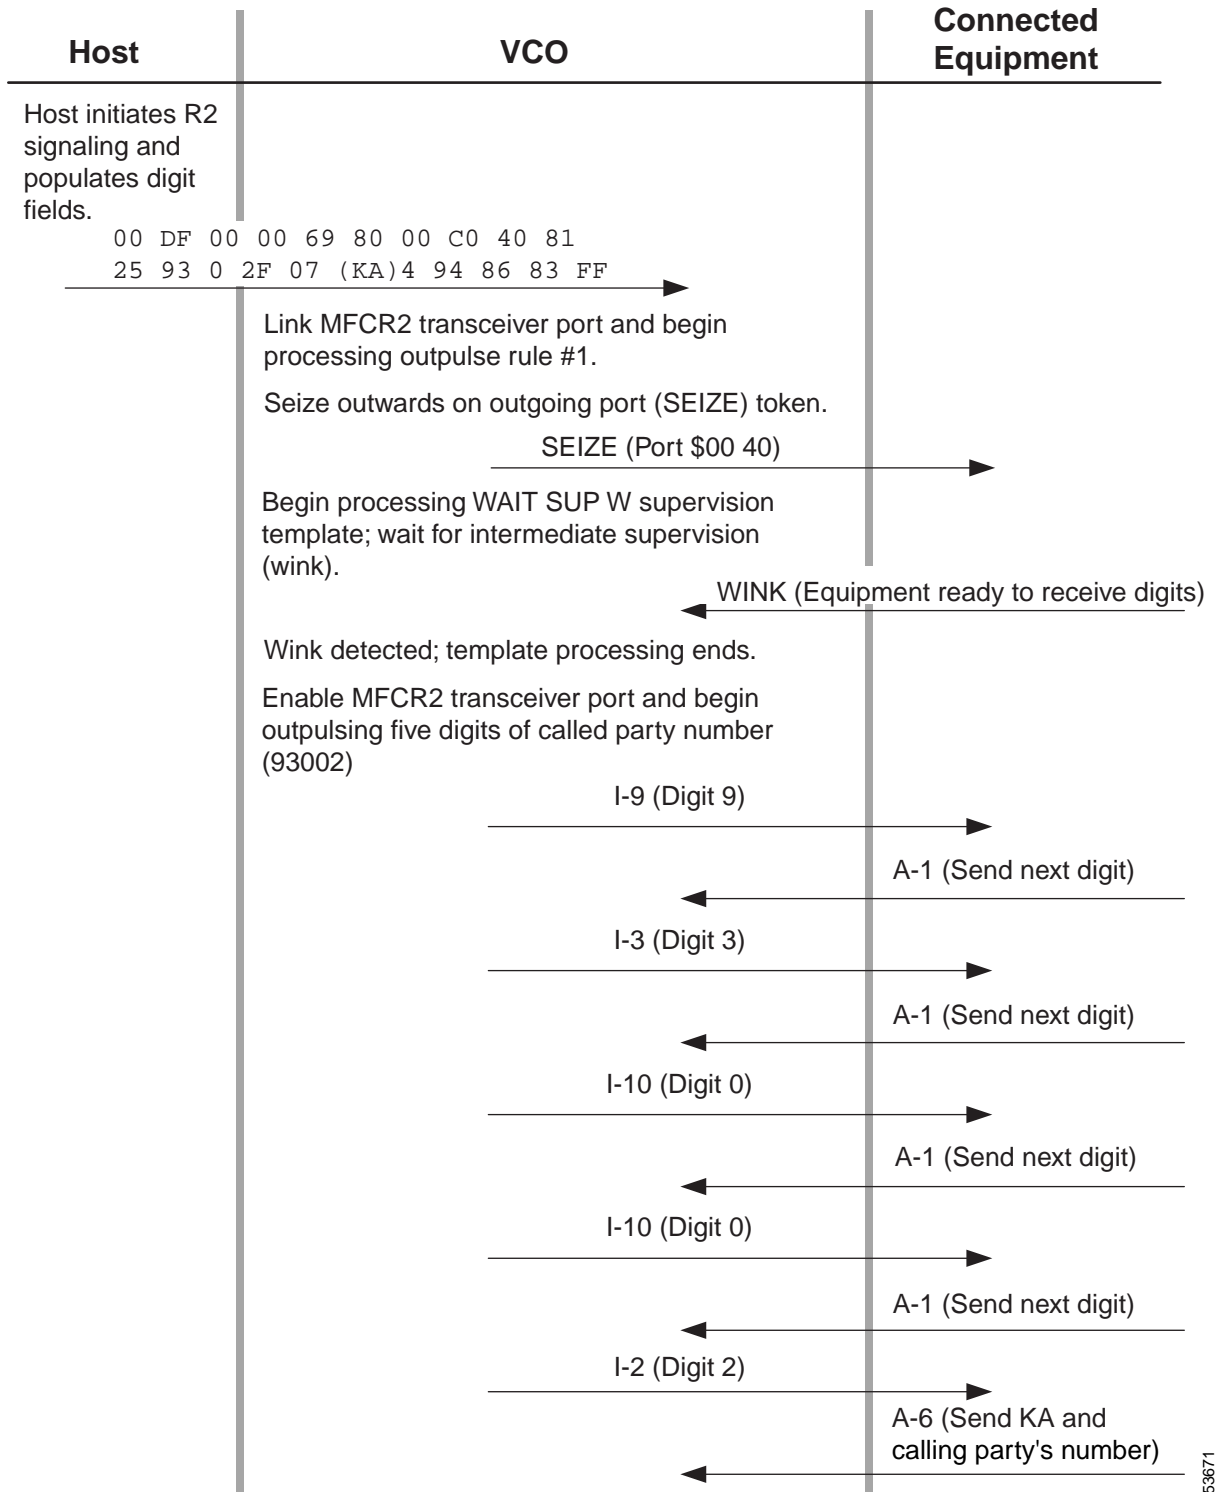 Host
VCO
Connected
Equipment
Host initiates R2
signaling and
populates digit
fields.
00 DF 00 00 69 80 00 C0 40 81
25 93 0 2F 07 (KA)4 94 86 83 FF
Link MFCR2 transceiver port and begin
processing outpulse rule #1.
Seize outwards on outgoing port (SEIZE) token.
SEIZE (Port $00 40)
Begin processing WAIT SUP W supervision
template; wait for intermediate supervision
(wink).
WINK (Equipment ready to receive digits)
Wink detected; template processing ends.
Enable MFCR2 transceiver port and begin
outpulsing five digits of called party number
(93002)
I-9 (Digit 9)
A-1 (Send next digit)
I-3 (Digit 3)
A-1 (Send next digit)
I-10 (Digit 0)
A-1 (Send next digit)
I-10 (Digit 0)
A-1 (Send next digit)
I-2 (Digit 2)
A-6 (Send KA and
calling party's number)
53671